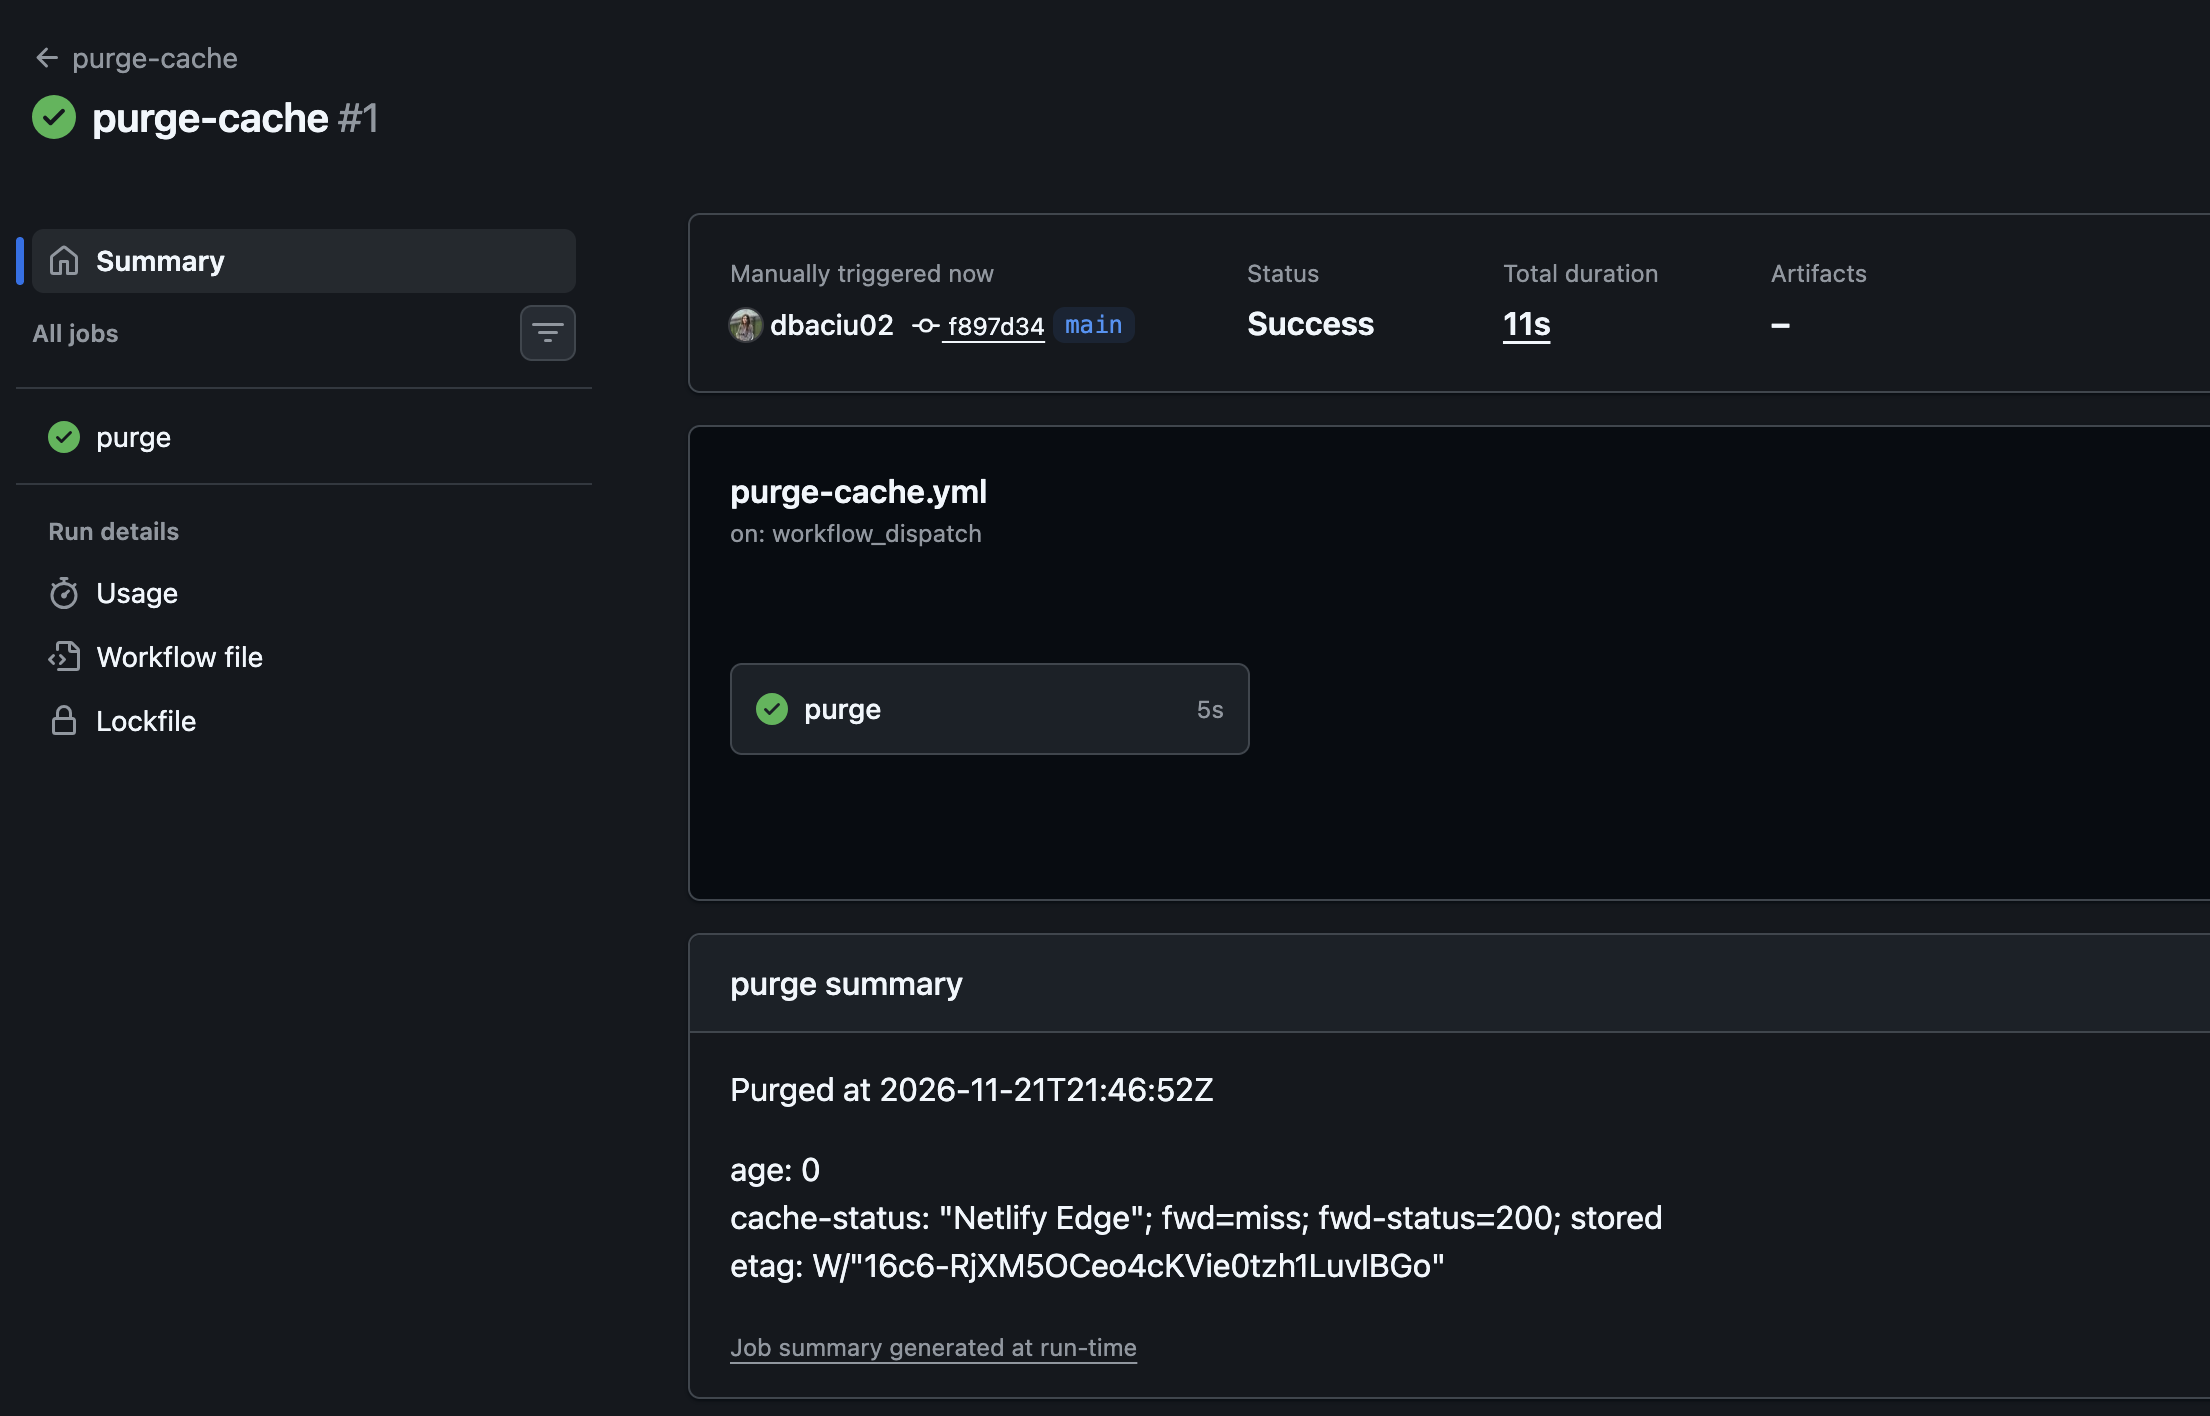 purge-cache
purge-cache #1
Summary
All jobs
purge
Run details
Usage
Workflow file
Lockfile
Manually triggered now
dbaciu02 f897d34 main
Status
Success
Total duration
11s
Artifacts
–
purge-cache.yml
on: workflow_dispatch
purge 5s
purge summary
Purged at 2026-11-21T21:46:52Z
age: 0
cache-status: "Netlify Edge"; fwd=miss; fwd-status=200; stored
etag: W/"16c6-RjXM5OCeo4cKVie0tzh1LuvIBGo"
Job summary generated at run-time